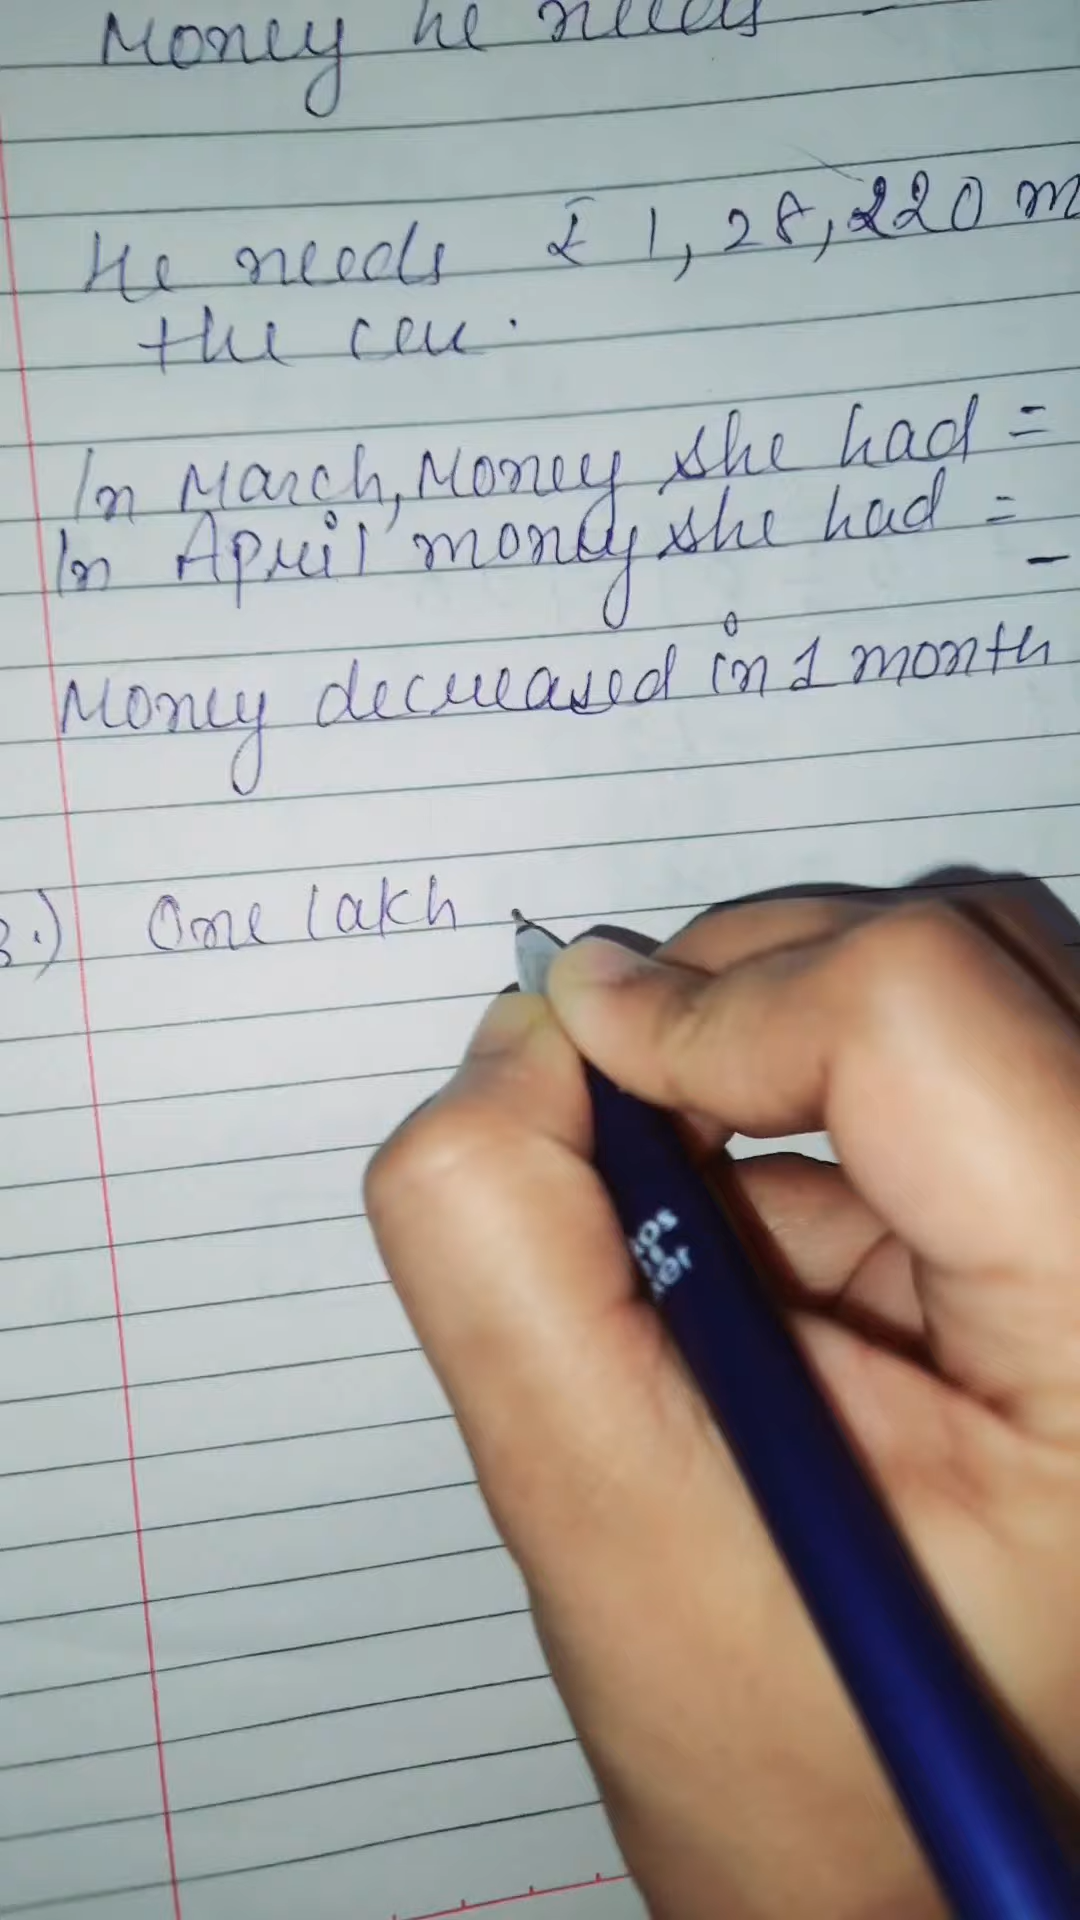 Money he needs -
He needs ₹ 1,28,220 m
the car.
In March, Money she had =
In April money she had =
-
Money decreased in 1 month
3.) One lakh